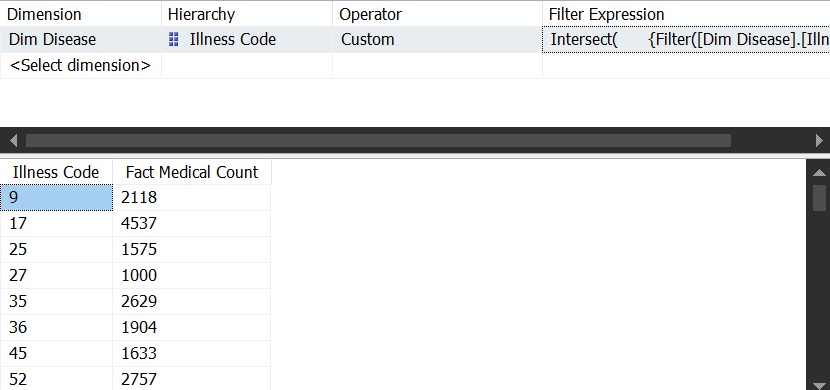 Dimension Hierarchy Operator Filter Expression
Dim Disease Illness Code Custom Intersect( {Filter([Dim Disease].[Illn
<Select dimension>
Illness Code Fact Medical Count
9 2118
17 4537
25 1575
27 1000
35 2629
36 1904
45 1633
52 2757